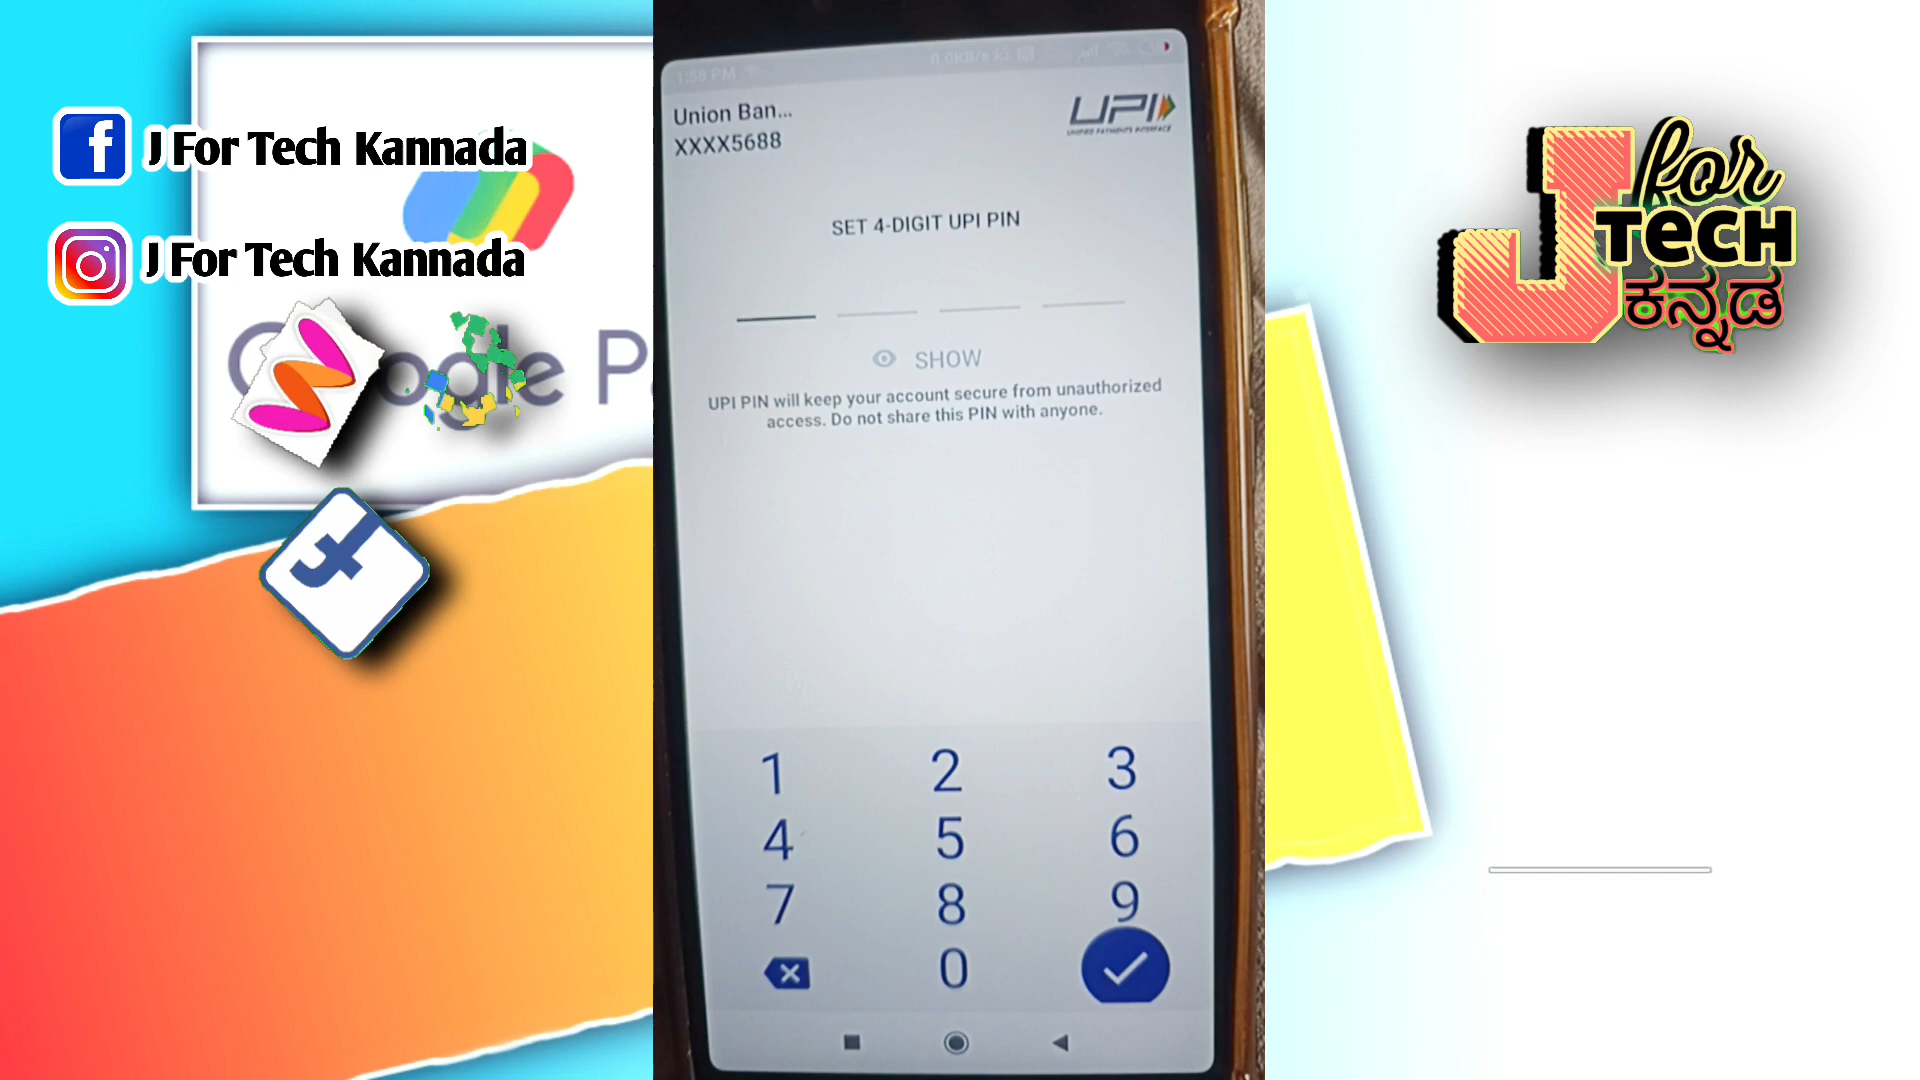 J For Tech Kannada
J For Tech Kannada
Google P
1:58 PM
Union Ban...
XXXX5688
UPI
UNIFIED PAYMENTS INTERFACE
SET 4-DIGIT UPI PIN
SHOW
UPI PIN will keep your account secure from unauthorized
access. Do not share this PIN with anyone.
1 2 3
4 5 6
7 8 9
0
J for
TECH
ಕನ್ನಡ